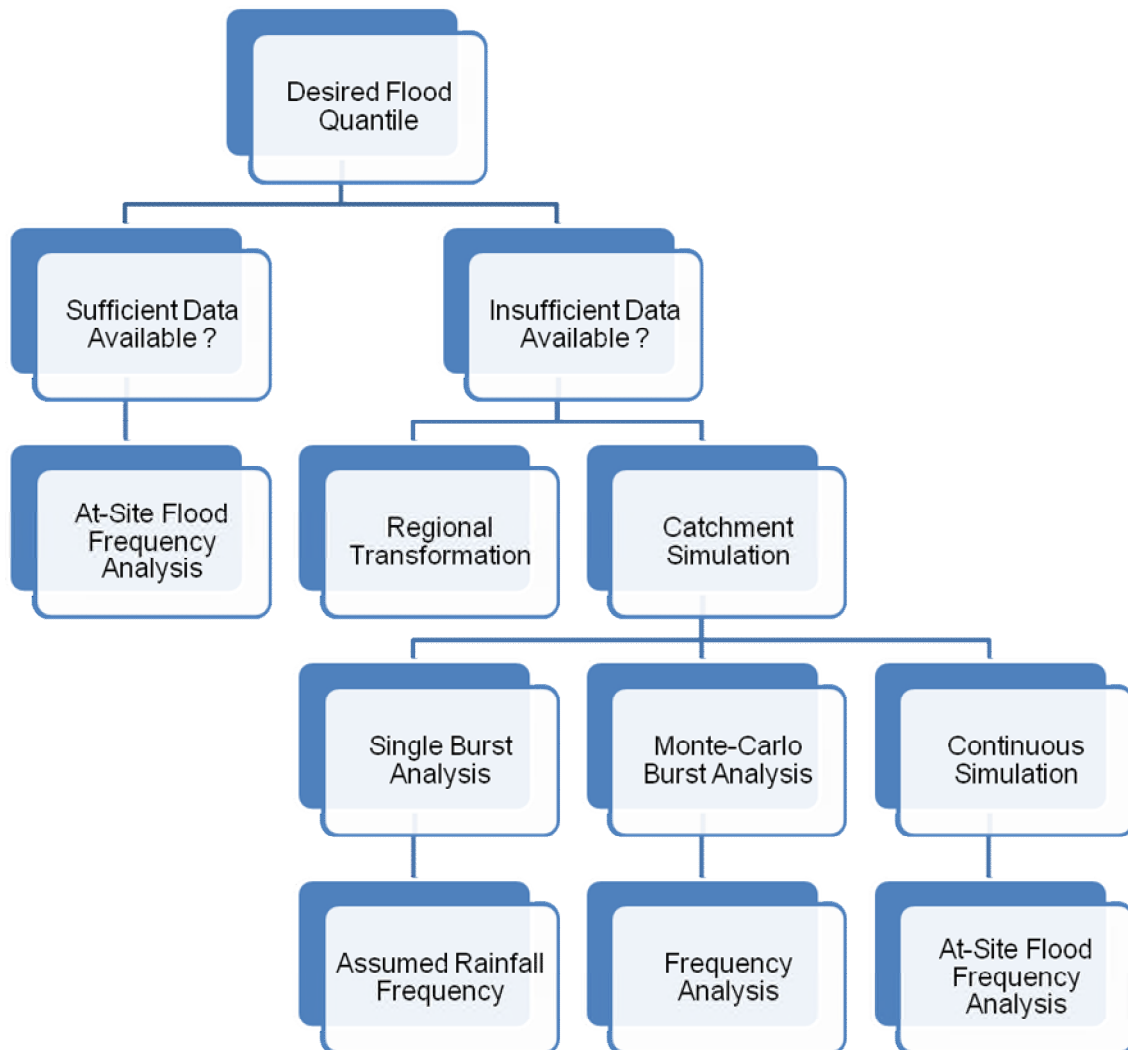 Desired Flood
Quantile
Sufficient Data
Available ?
Insufficient Data
Available ?
At-Site Flood
Frequency
Analysis
Regional
Transformation
Catchment
Simulation
Single Burst
Analysis
Monte-Carlo
Burst Analysis
Continuous
Simulation
Assumed Rainfall
Frequency
Frequency
Analysis
At-Site Flood
Frequency
Analysis